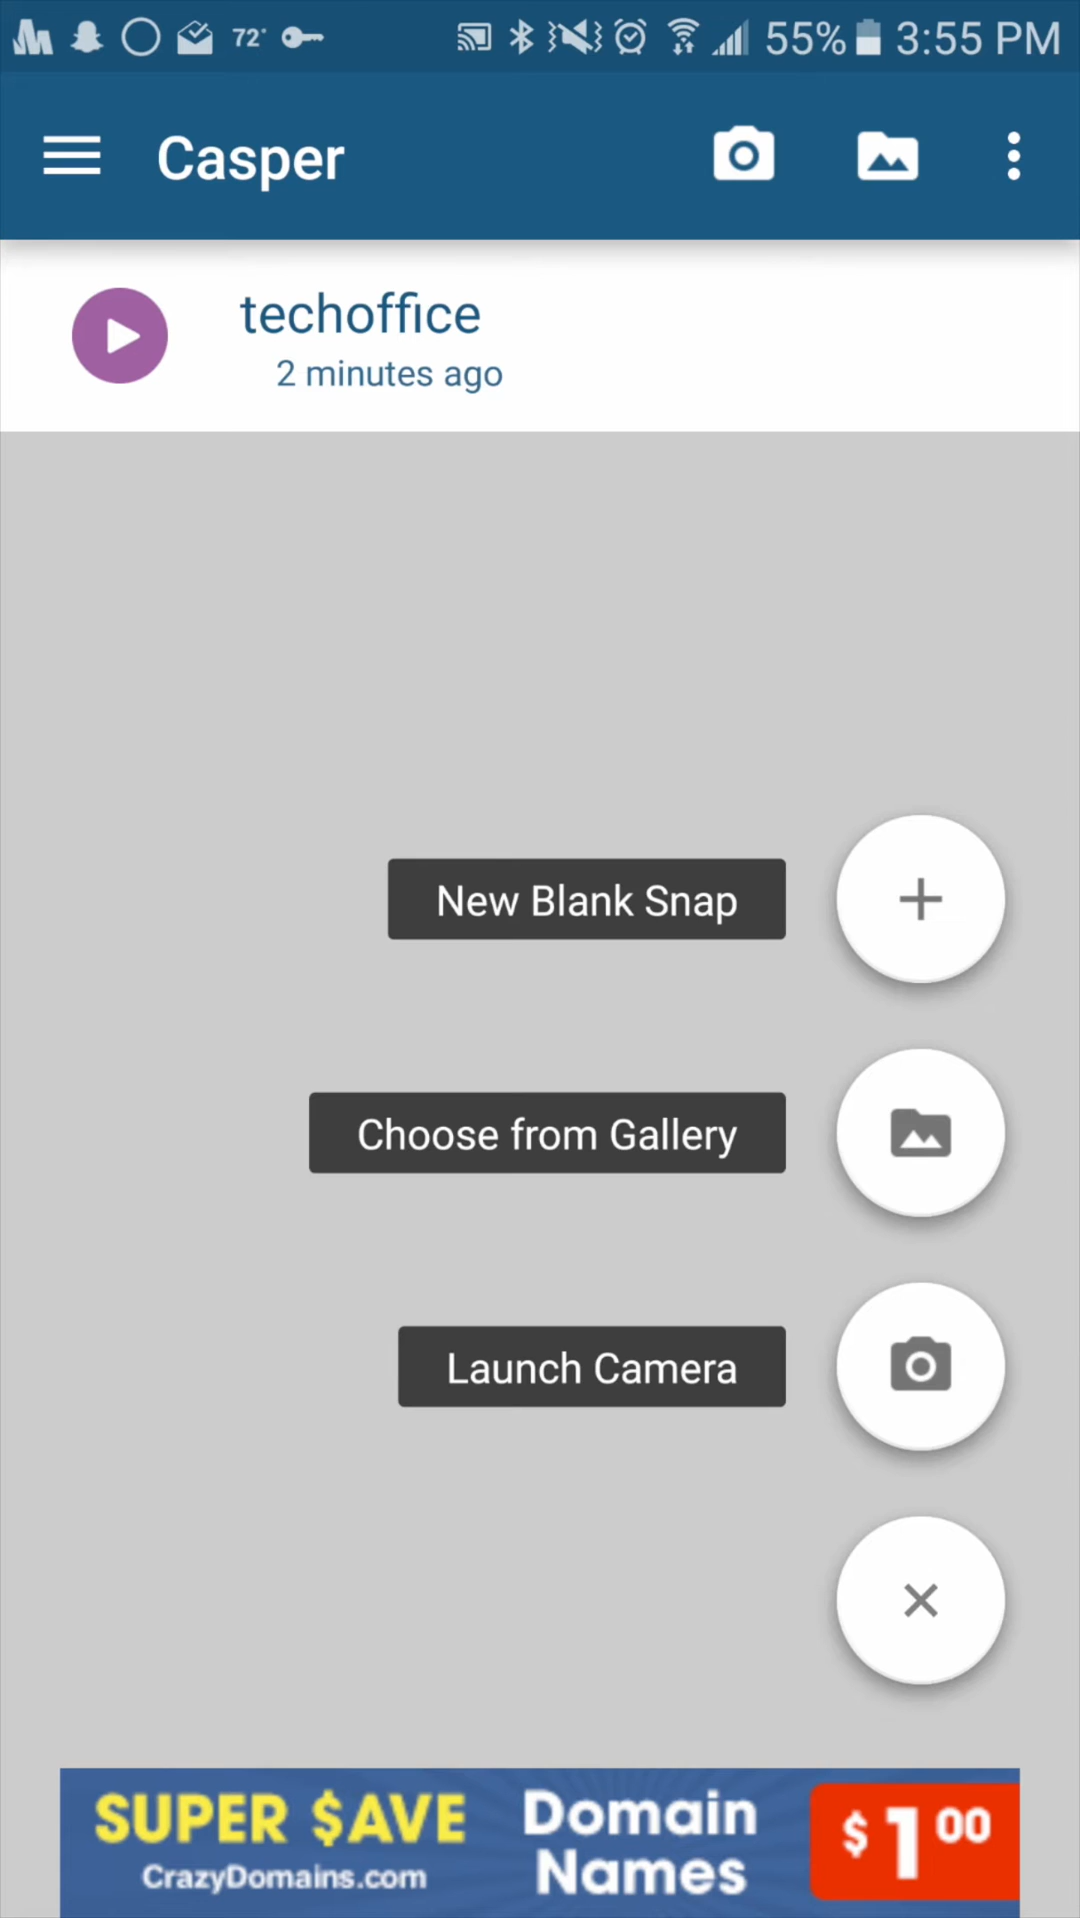 72° 55% 3:55 PM
Casper
techoffice
2 minutes ago
New Blank Snap
Choose from Gallery
Launch Camera
SUPER $AVE
CrazyDomains.com
Domain
Names
$1 00